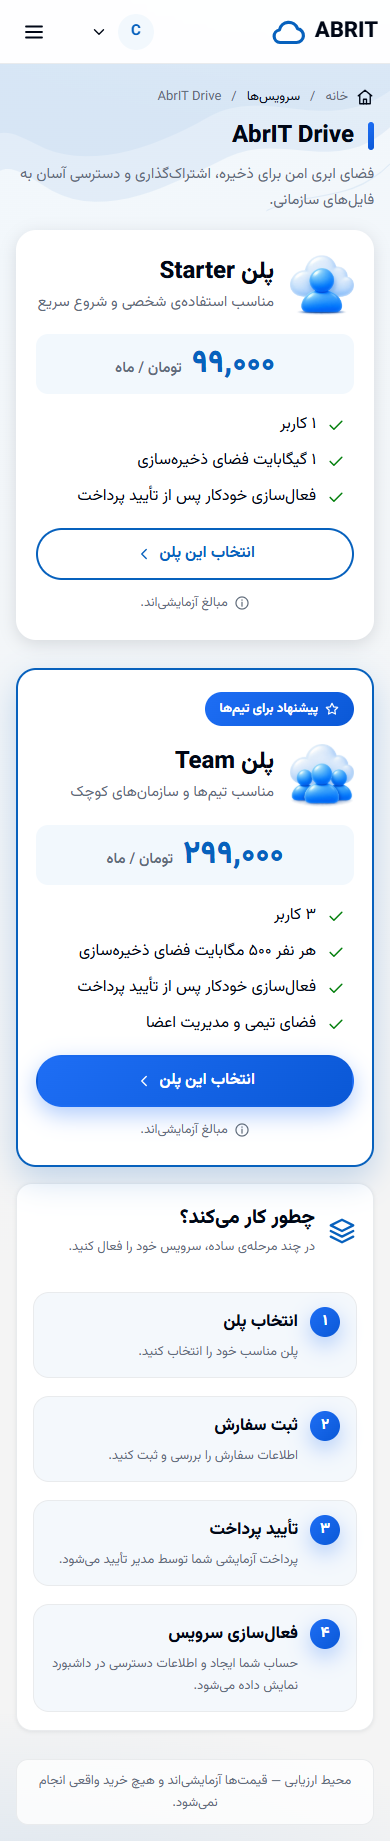 ABRIT
C
خانه / سرویس‌ها / AbrIT Drive
AbrIT Drive
فضای ابری امن برای ذخیره، اشتراک‌گذاری و دسترسی آسان به
فایل‌های سازمانی.
پلن Starter
مناسب استفاده‌ی شخصی و شروع سریع
۹۹,۰۰۰ تومان / ماه
۱ کاربر
۱ گیگابایت فضای ذخیره‌سازی
فعال‌سازی خودکار پس از تأیید پرداخت
انتخاب این پلن
مبالغ آزمایشی‌اند.
پیشنهاد برای تیم‌ها
پلن Team
مناسب تیم‌ها و سازمان‌های کوچک
۲۹۹,۰۰۰ تومان / ماه
۳ کاربر
هر نفر ۵۰۰ مگابایت فضای ذخیره‌سازی
فعال‌سازی خودکار پس از تأیید پرداخت
فضای تیمی و مدیریت اعضا
انتخاب این پلن
مبالغ آزمایشی‌اند.
چطور کار می‌کند؟
در چند مرحله‌ی ساده، سرویس خود را فعال کنید.
۱ انتخاب پلن
پلن مناسب خود را انتخاب کنید.
۲ ثبت سفارش
اطلاعات سفارش را بررسی و ثبت کنید.
۳ تأیید پرداخت
پرداخت آزمایشی شما توسط مدیر تأیید می‌شود.
۴ فعال‌سازی سرویس
حساب شما ایجاد و اطلاعات دسترسی در داشبورد
نمایش داده می‌شود.
محیط ارزیابی — قیمت‌ها آزمایشی‌اند و هیچ خرید واقعی انجام
نمی‌شود.